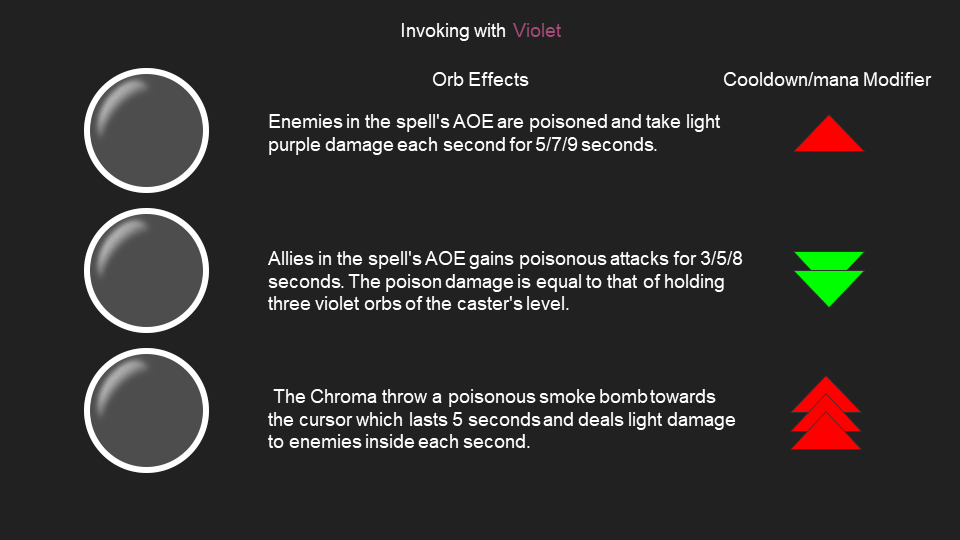 Invoking with Violet
Orb Effects
Cooldown/mana Modifier
Enemies in the spell's AOE are poisoned and take light
purple damage each second for 5/7/9 seconds.
Allies in the spell's AOE gains poisonous attacks for 3/5/8
seconds. The poison damage is equal to that of holding
three violet orbs of the caster's level.
The Chroma throw a poisonous smoke bomb towards
the cursor which lasts 5 seconds and deals light damage
to enemies inside each second.